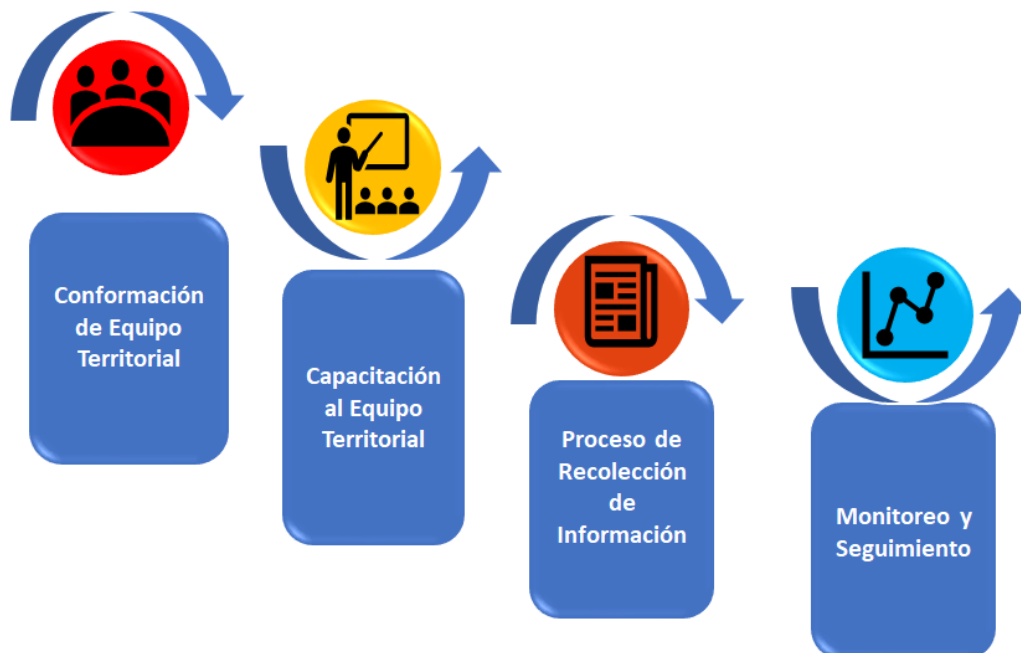 Conformación
de Equipo
Territorial
Capacitación
al Equipo
Territorial
Proceso de
Recolección
de
Información
Monitoreo y
Seguimiento